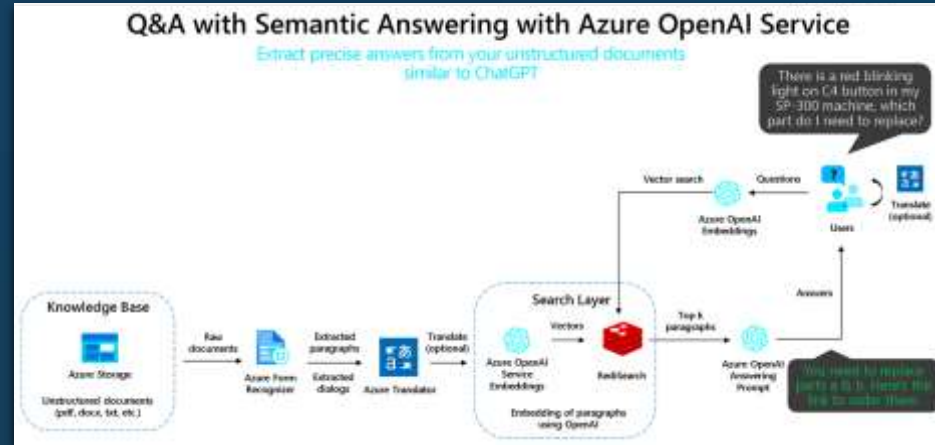 Q&A with Semantic Answering with Azure OpenAI Service
Extract precise answers from your unstructured documents
similar to ChatGPT
There is a red blinking
light on C4 button in my
SP-300 machine, which
part do I need to replace?
Vector search
Questions
Azure OpenAI
Embeddings
Users
Translate
(optional)
Knowledge Base
Azure Storage
Unstructured documents
(pdf, docx, txt, etc.)
Raw
documents
Azure Form
Recognizer
Extracted
paragraphs
Extracted
dialogs
Azure Translator
Translate
(optional)
Search Layer
Azure OpenAI
Service
Embeddings
Vectors
RediSearch
Embedding of paragraphs
using OpenAI
Top k
paragraphs
Azure OpenAI
Answering
Prompt
Answers
You need to replace
parts a & b. Here's the
link to order them